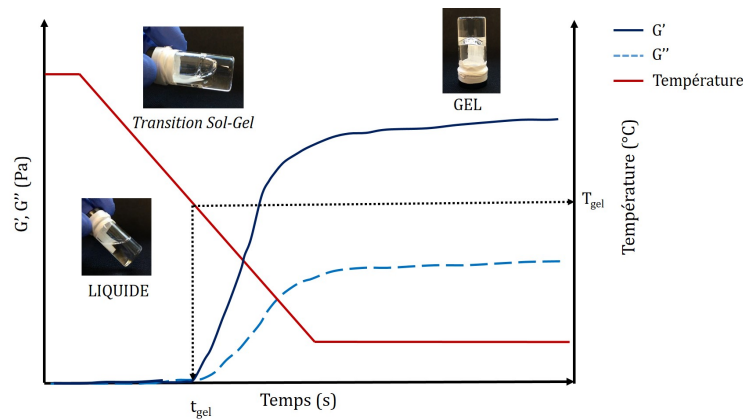 G’
G’’
Température
Transition Sol-Gel
GEL
LIQUIDE
G’, G’’ (Pa)
Température (°C)
Tgel
tgel
Temps (s)